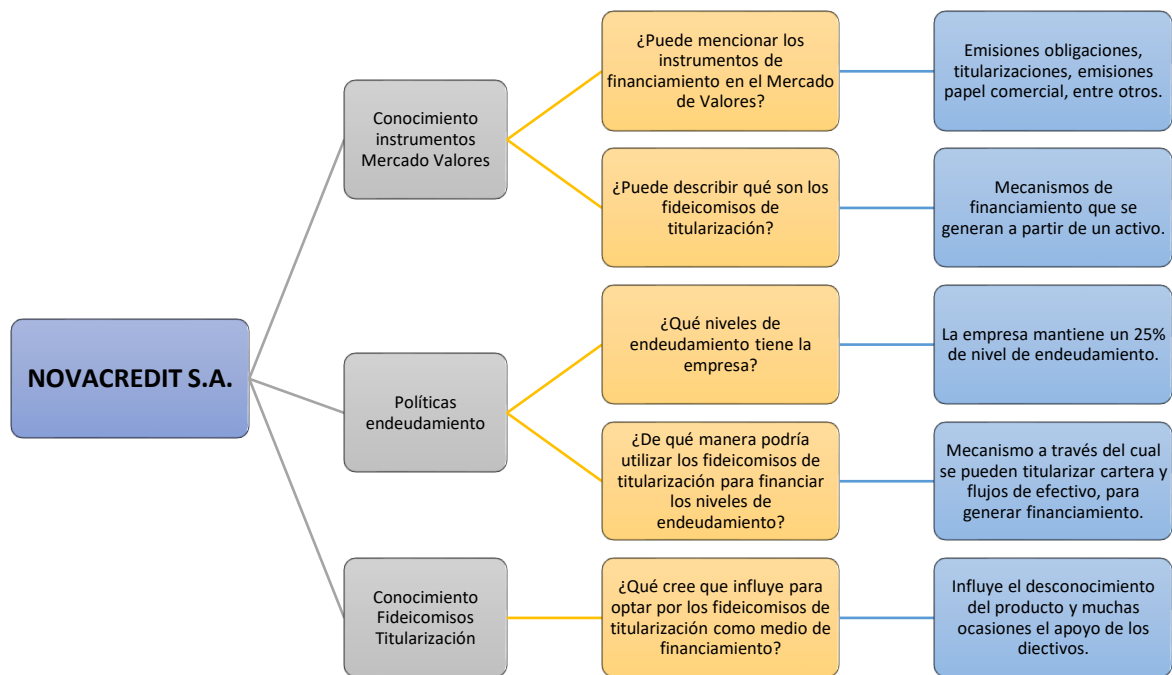 NOVACREDIT S.A.
Conocimiento
instrumentos
Mercado Valores
¿Puede mencionar los
instrumentos de
financiamiento en el Mercado
de Valores?
Emisiones obligaciones,
titularizaciones, emisiones
papel comercial, entre otros.
¿Puede describir qué son los
fideicomisos de
titularización?
Mecanismos de
financiamiento que se
generan a partir de un activo.
Políticas
endeudamiento
¿Qué niveles de
endeudamiento tiene la
empresa?
La empresa mantiene un 25%
de nivel de endeudamiento.
¿De qué manera podría
utilizar los fideicomisos de
titularización para financiar
los niveles de
endeudamiento?
Mecanismo a través del cual
se pueden titularizar cartera y
flujos de efectivo, para
generar financiamiento.
Conocimiento
Fideicomisos
Titularización
¿Qué cree que influye para
optar por los fideicomisos de
titularización como medio de
financiamiento?
Influye el desconocimiento
del producto y muchas
ocasiones el apoyo de los
diectivos.